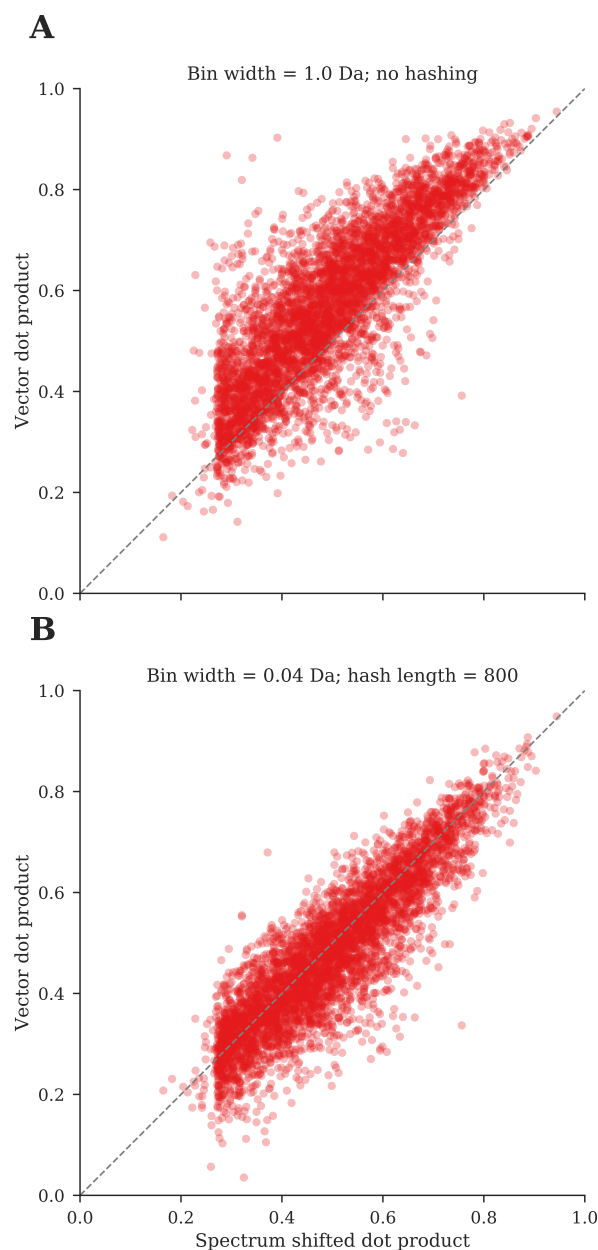 A
Bin width = 1.0 Da; no hashing
1.0
0.8
0.6
0.4
0.2
0.0
Vector dot product
B
Bin width = 0.04 Da; hash length = 800
1.0
0.8
0.6
0.4
0.2
0.0
Vector dot product
0.0 0.2 0.4 0.6 0.8 1.0
Spectrum shifted dot product